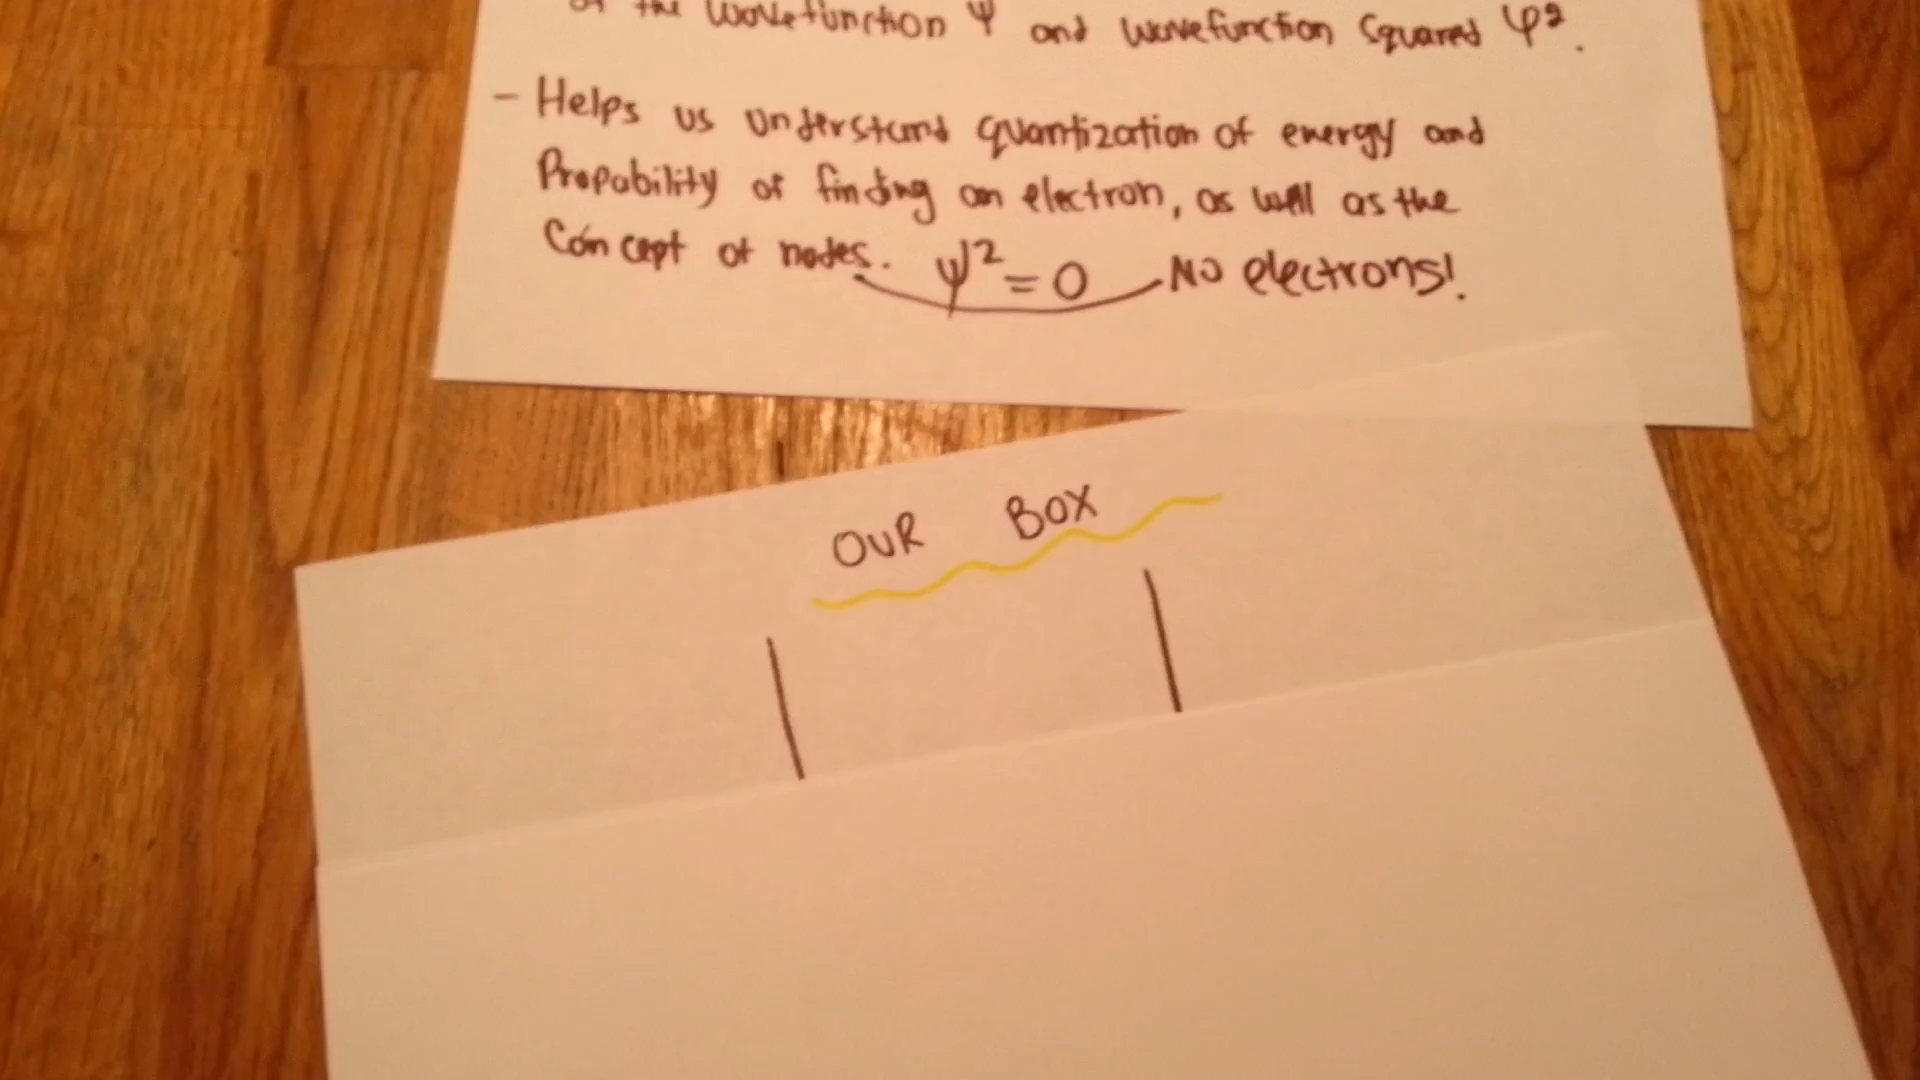 of the wavefunction Ψ and wavefunction squared Ψ².
- Helps us understand quantization of energy and
Propability of finding an electron, as well as the
Concept of nodes. Ψ² = 0 No electrons!
OUR BOX